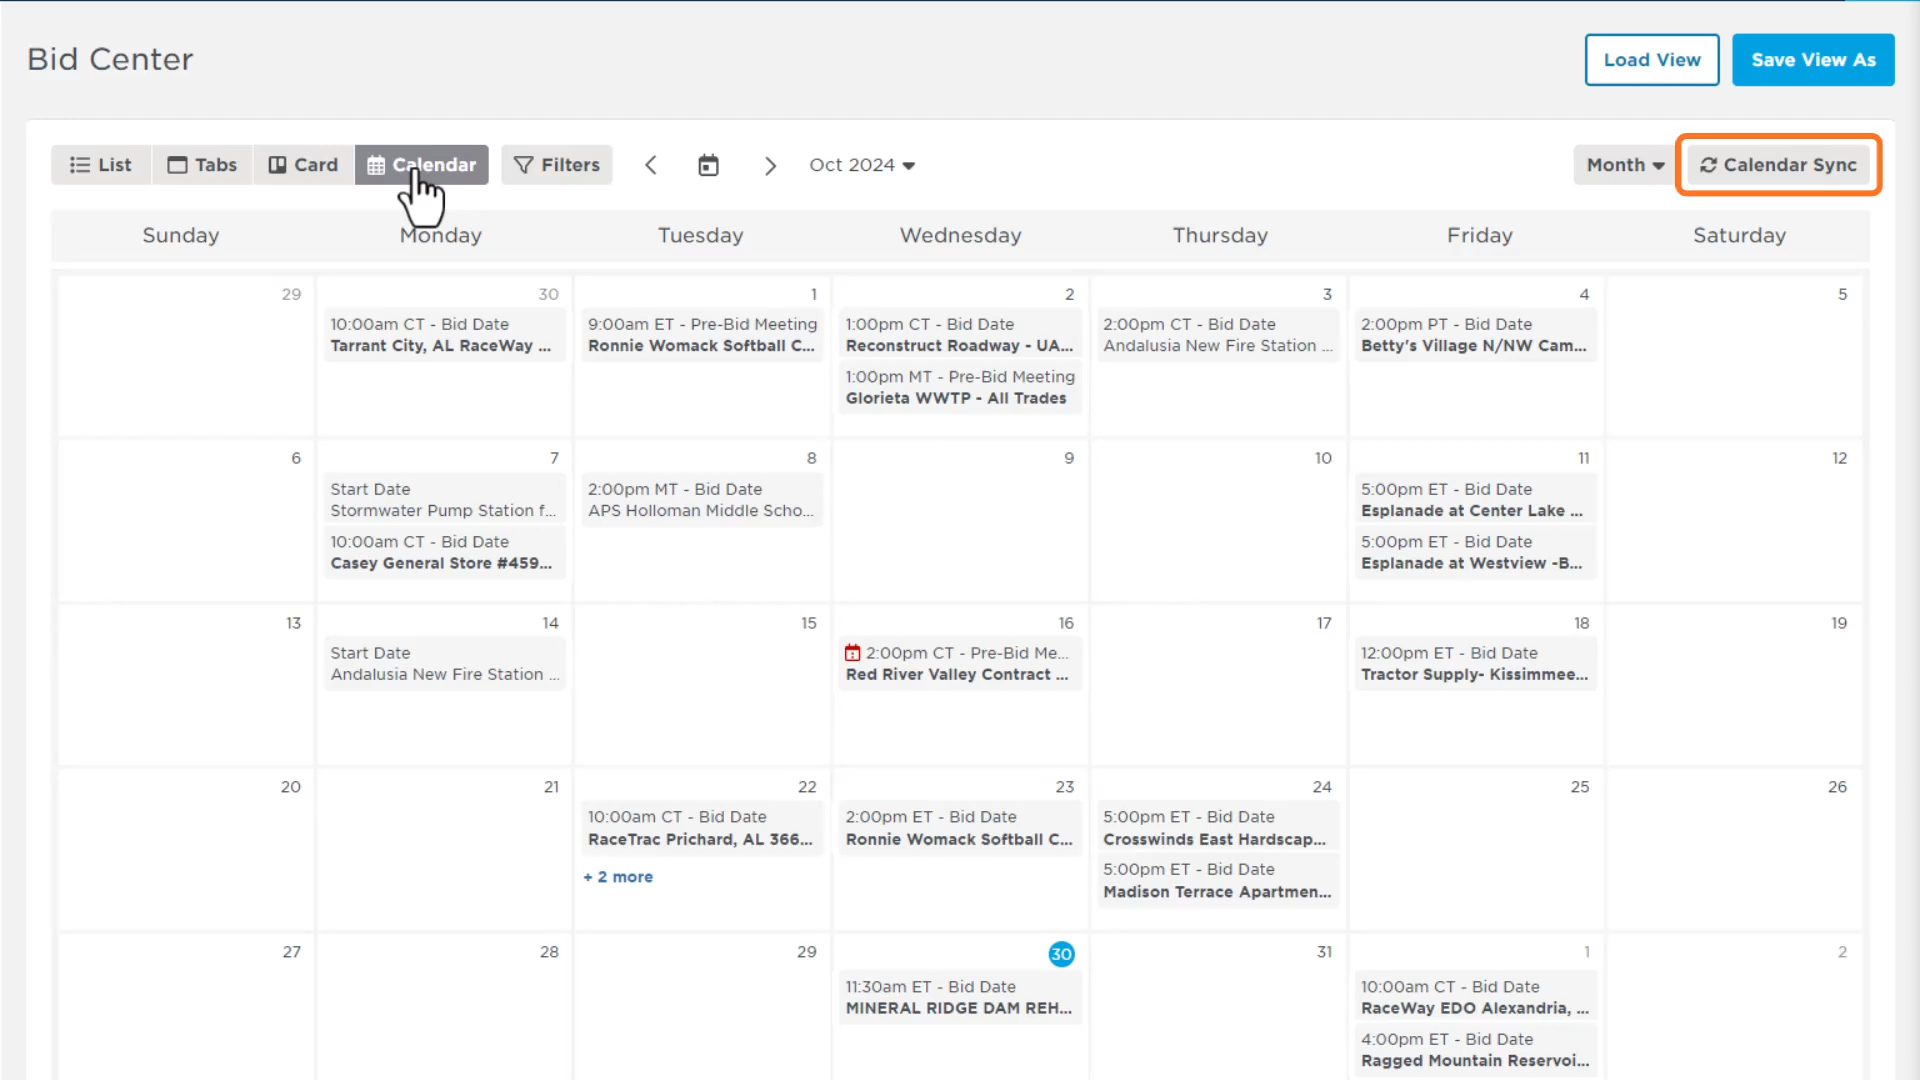 Bid Center
Load View
Save View As
List
Tabs
Card
Calendar
Filters
Oct 2024
Month
Calendar Sync
Sunday
Monday
Tuesday
Wednesday
Thursday
Friday
Saturday
29
30
10:00am CT - Bid Date
Tarrant City, AL RaceWay ...
1
9:00am ET - Pre-Bid Meeting
Ronnie Womack Softball C...
2
1:00pm CT - Bid Date
Reconstruct Roadway - UA...
1:00pm MT - Pre-Bid Meeting
Glorieta WWTP - All Trades
3
2:00pm CT - Bid Date
Andalusia New Fire Station ...
4
2:00pm PT - Bid Date
Betty's Village N/NW Cam...
5
6
7
Start Date
Stormwater Pump Station f...
10:00am CT - Bid Date
Casey General Store #459...
8
2:00pm MT - Bid Date
APS Holloman Middle Scho...
9
10
11
5:00pm ET - Bid Date
Esplanade at Center Lake ...
5:00pm ET - Bid Date
Esplanade at Westview -B...
12
13
14
Start Date
Andalusia New Fire Station ...
15
16
2:00pm CT - Pre-Bid Me...
Red River Valley Contract ...
17
18
12:00pm ET - Bid Date
Tractor Supply- Kissimmee...
19
20
21
22
10:00am CT - Bid Date
RaceTrac Prichard, AL 366...
+ 2 more
23
2:00pm ET - Bid Date
Ronnie Womack Softball C...
24
5:00pm ET - Bid Date
Crosswinds East Hardscap...
5:00pm ET - Bid Date
Madison Terrace Apartmen...
25
26
27
28
29
30
11:30am ET - Bid Date
MINERAL RIDGE DAM REH...
31
1
10:00am CT - Bid Date
RaceWay EDO Alexandria, ...
4:00pm ET - Bid Date
Ragged Mountain Reservoi...
2